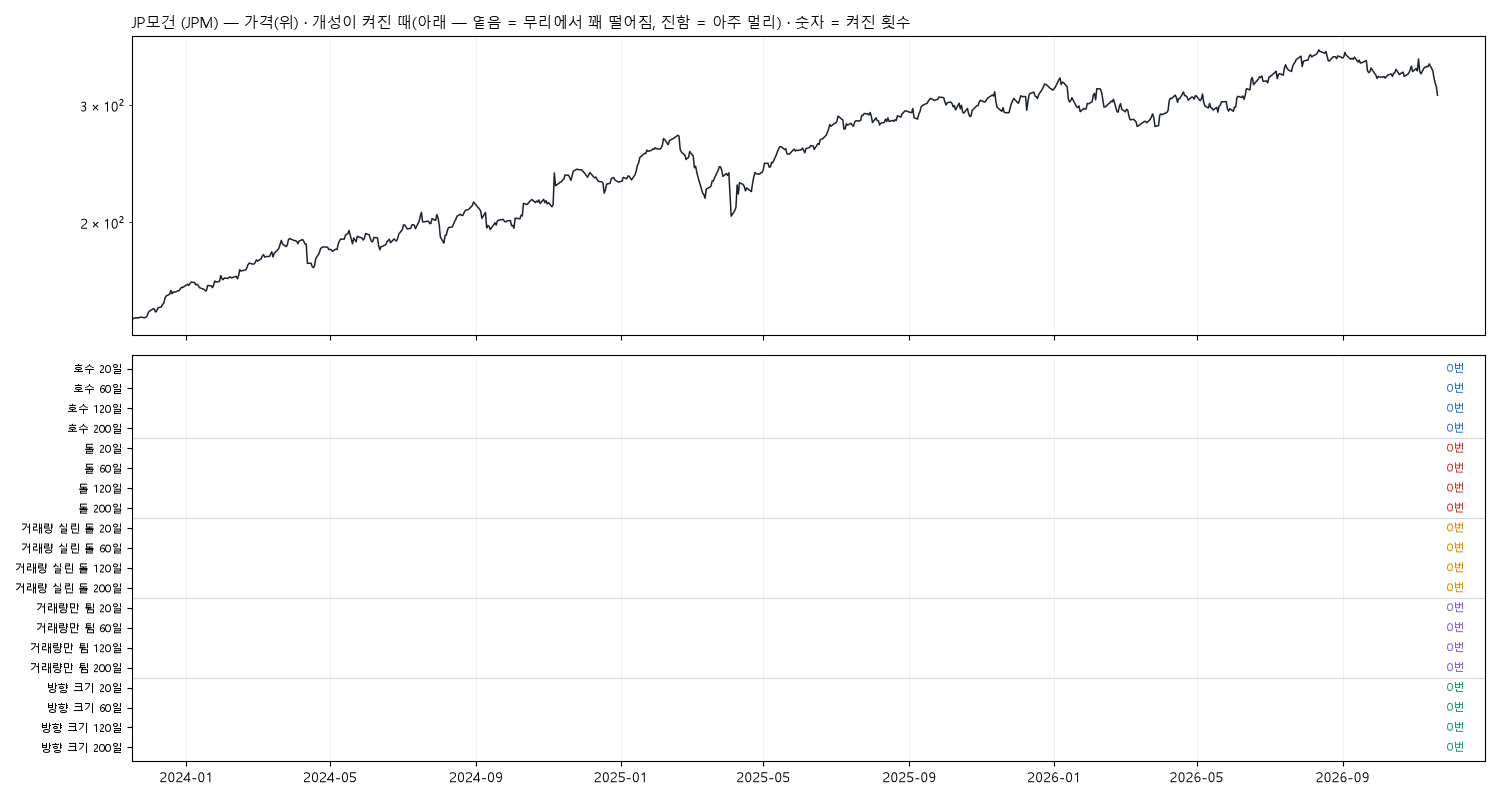 JP모건 (JPM) — 가격(위) · 개성이 켜진 때(아래 — 옅음 = 무리에서 꽤 떨어짐, 진함 = 아주 멀리) · 숫자 = 켜진 횟수
3 × 10²
2 × 10²
호수 20일 0번
호수 60일 0번
호수 120일 0번
호수 200일 0번
돌 20일 0번
돌 60일 0번
돌 120일 0번
돌 200일 0번
거래량 실린 돌 20일 0번
거래량 실린 돌 60일 0번
거래량 실린 돌 120일 0번
거래량 실린 돌 200일 0번
거래량만 튐 20일 0번
거래량만 튐 60일 0번
거래량만 튐 120일 0번
거래량만 튐 200일 0번
방향 크기 20일 0번
방향 크기 60일 0번
방향 크기 120일 0번
방향 크기 200일 0번
2024-01 2024-05 2024-09 2025-01 2025-05 2025-09 2026-01 2026-05 2026-09